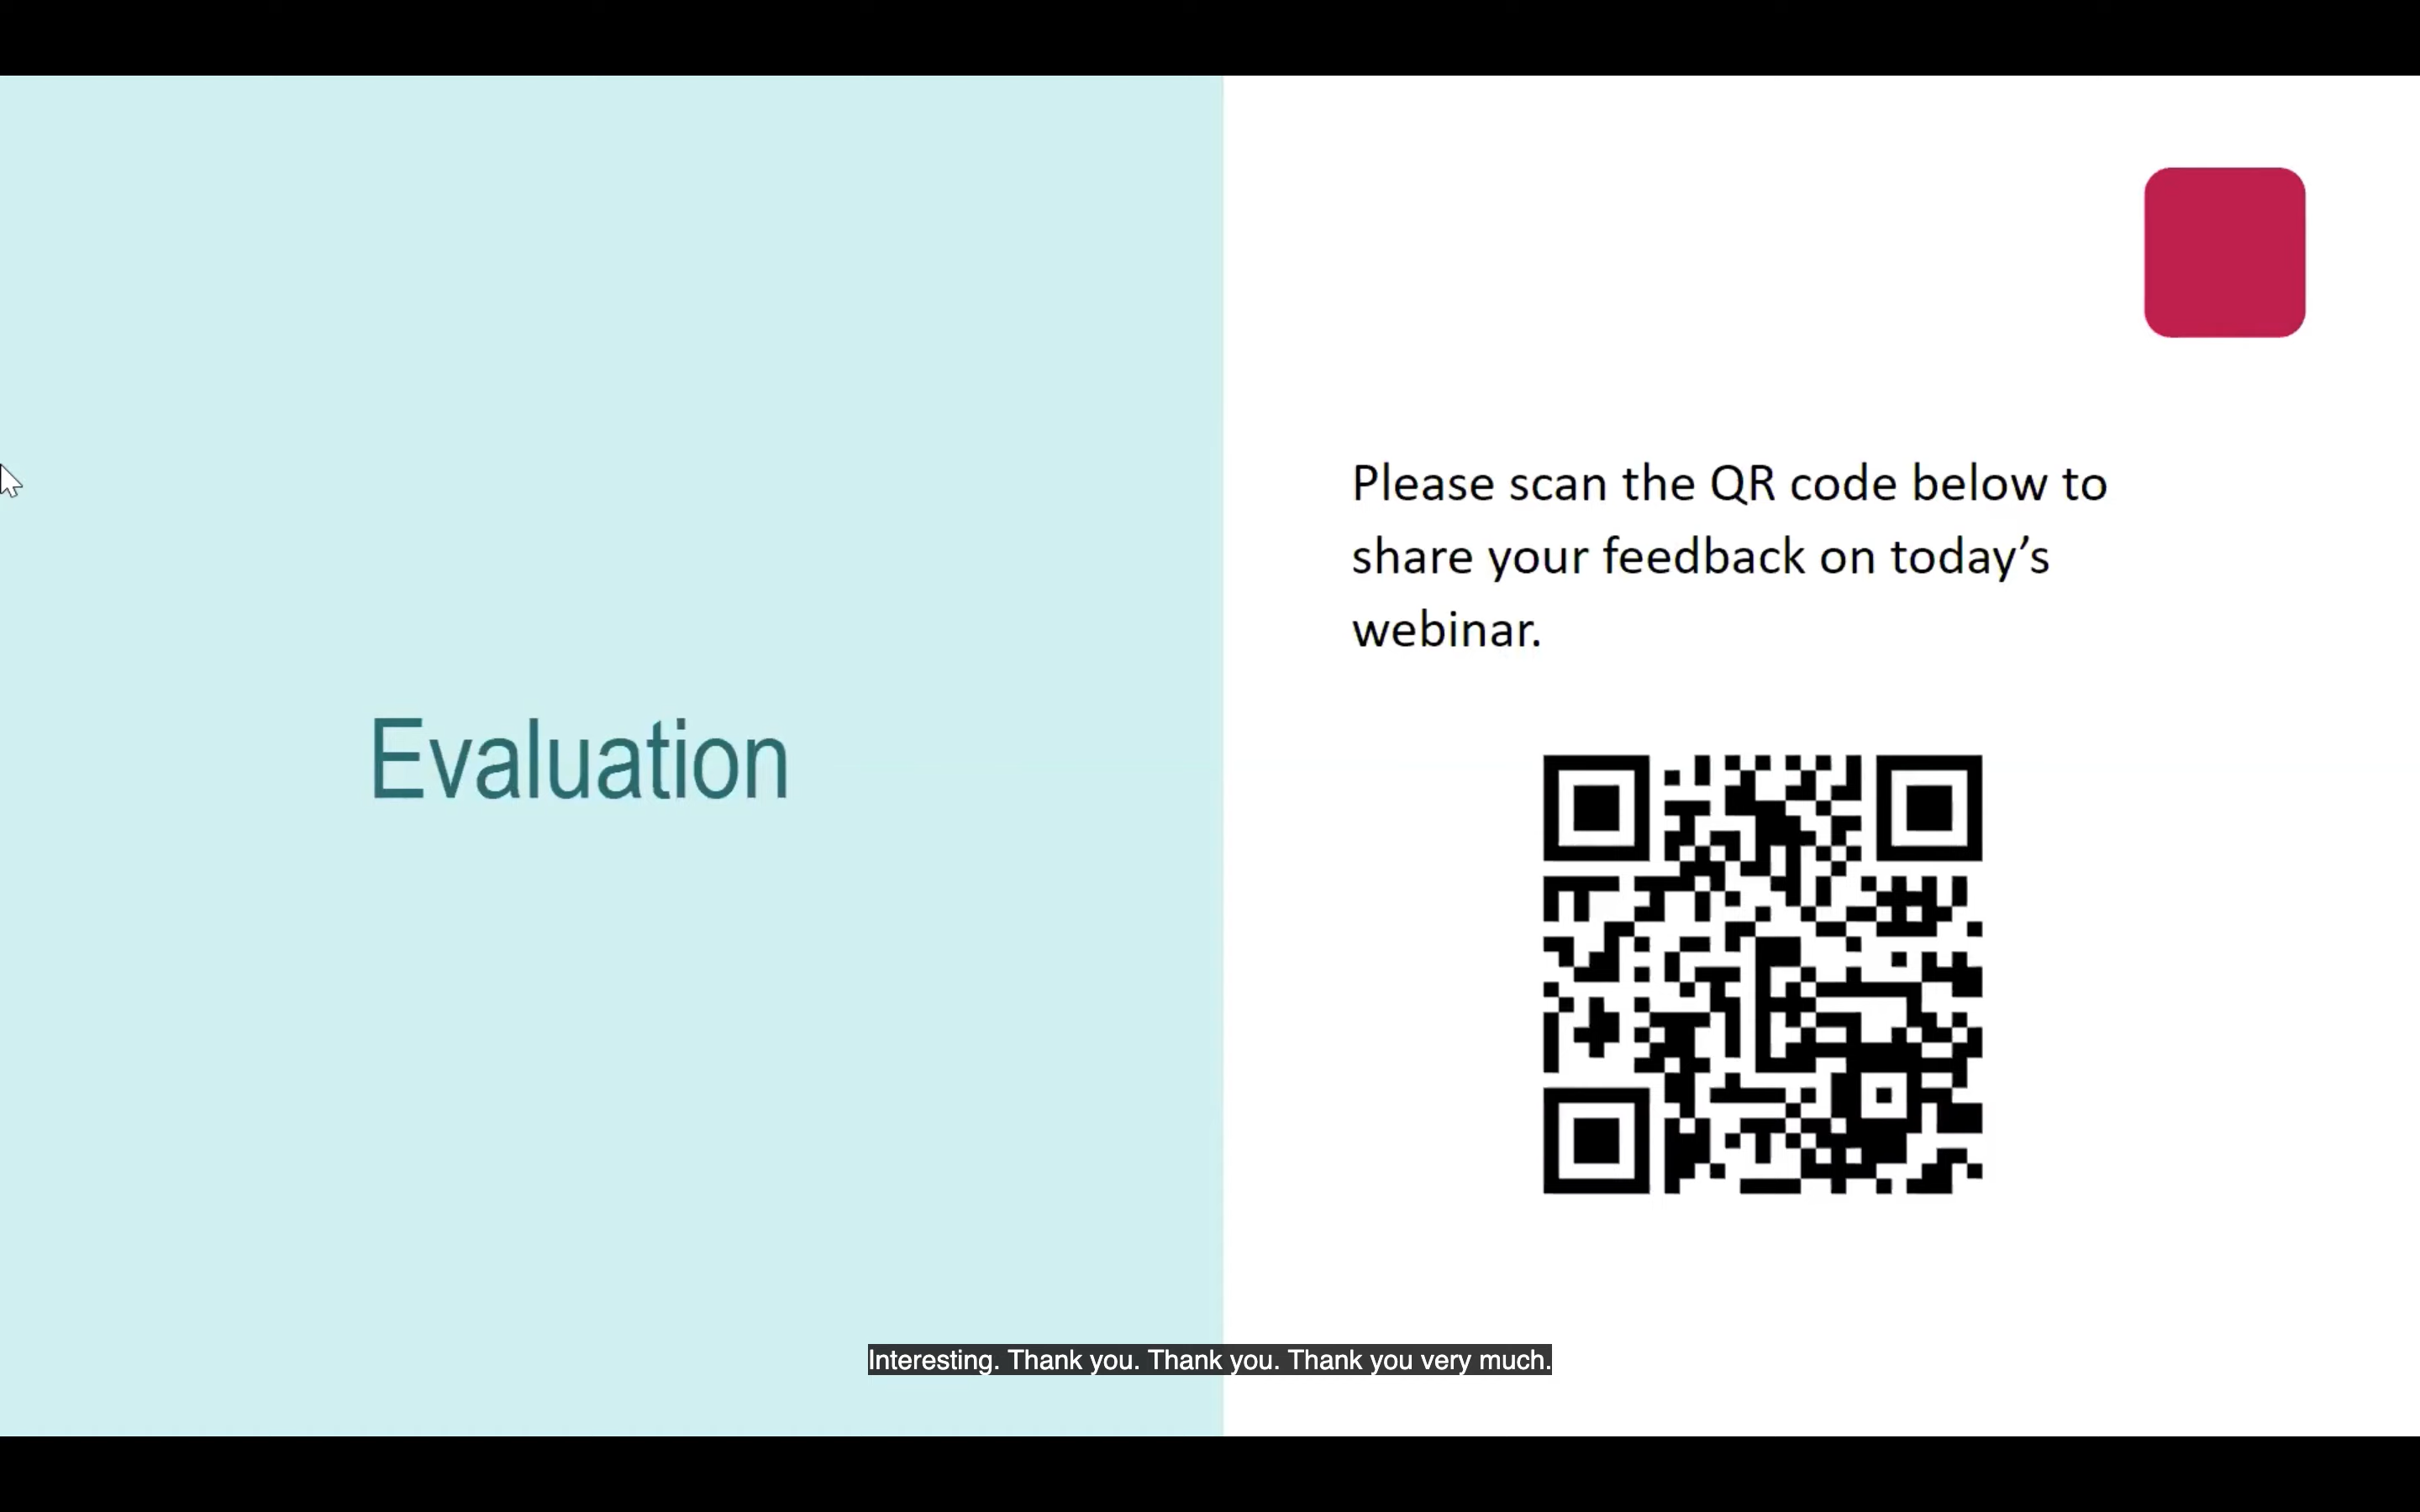 Evaluation
Please scan the QR code below to
share your feedback on today’s
webinar.
Interesting. Thank you. Thank you. Thank you very much.